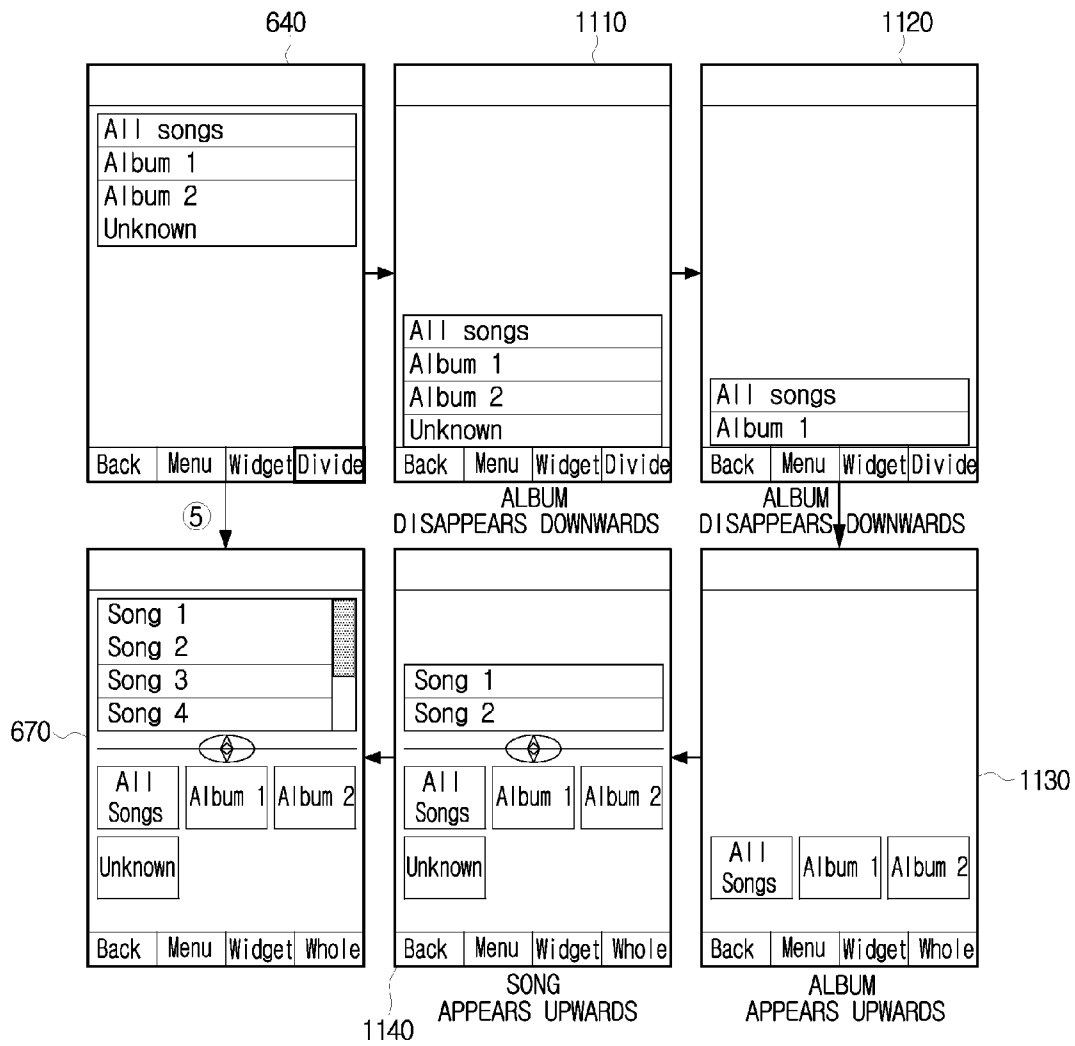 640
1110
1120
All songs
Album 1
Album 2
Unknown
Back Menu Widget Divide
All songs
Album 1
Album 2
Unknown
Back Menu Widget Divide
ALBUM
DISAPPEARS DOWNWARDS
All songs
Album 1
Back Menu Widget Divide
ALBUM
DISAPPEARS DOWNWARDS
⑤
670
Song 1
Song 2
Song 3
Song 4
All
Songs
Album 1
Album 2
Unknown
Back Menu Widget Whole
Song 1
Song 2
All
Songs
Album 1
Album 2
Unknown
Back Menu Widget Whole
SONG
APPEARS UPWARDS
1140
All
Songs
Album 1
Album 2
Back Menu Widget Whole
ALBUM
APPEARS UPWARDS
1130